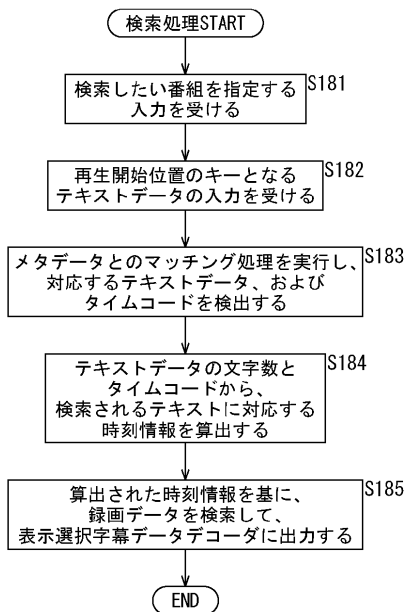 検索処理START
S181
検索したい番組を指定する
入力を受ける
S182
再生開始位置のキーとなる
テキストデータの入力を受ける
S183
メタデータとのマッチング処理を実行し、
対応するテキストデータ、および
タイムコードを検出する
S184
テキストデータの文字数と
タイムコードから、
検索されるテキストに対応する
時刻情報を算出する
S185
算出された時刻情報を基に、
録画データを検索して、
表示選択字幕データデコーダに出力する
END